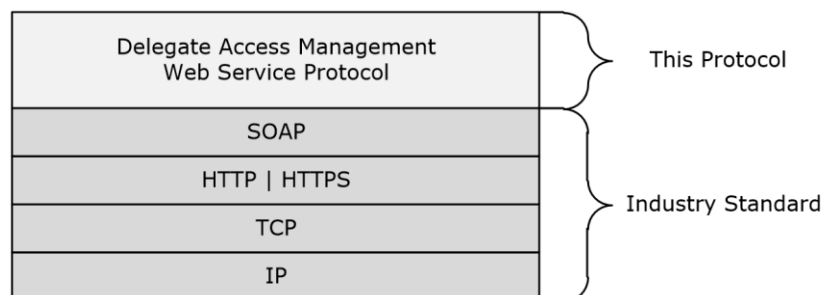 Delegate Access Management
Web Service Protocol
This Protocol
SOAP
HTTP | HTTPS
TCP
Industry Standard
IP